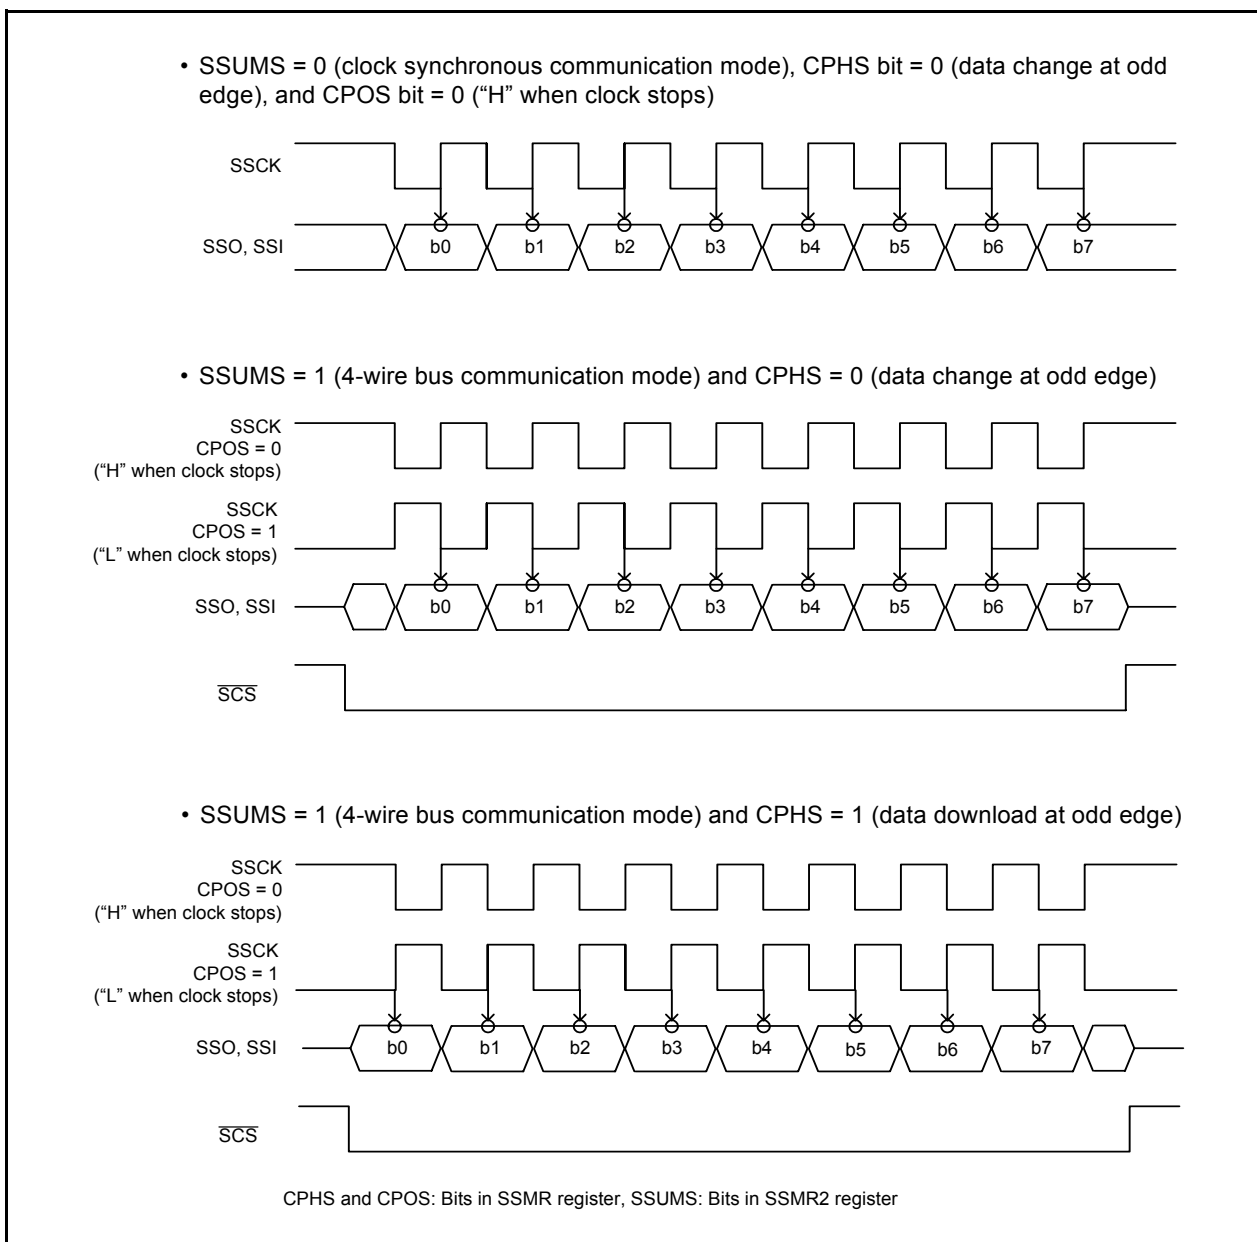 • SSUMS = 0 (clock synchronous communication mode), CPHS bit = 0 (data change at odd
edge), and CPOS bit = 0 (“H” when clock stops)
SSCK
SSO, SSI
b0 b1 b2 b3 b4 b5 b6 b7
• SSUMS = 1 (4-wire bus communication mode) and CPHS = 0 (data change at odd edge)
SSCK
CPOS = 0
(“H” when clock stops)
SSCK
CPOS = 1
(“L” when clock stops)
SSO, SSI
b0 b1 b2 b3 b4 b5 b6 b7
SCS
• SSUMS = 1 (4-wire bus communication mode) and CPHS = 1 (data download at odd edge)
SSCK
CPOS = 0
(“H” when clock stops)
SSCK
CPOS = 1
(“L” when clock stops)
SSO, SSI
b0 b1 b2 b3 b4 b5 b6 b7
SCS
CPHS and CPOS: Bits in SSMR register, SSUMS: Bits in SSMR2 register